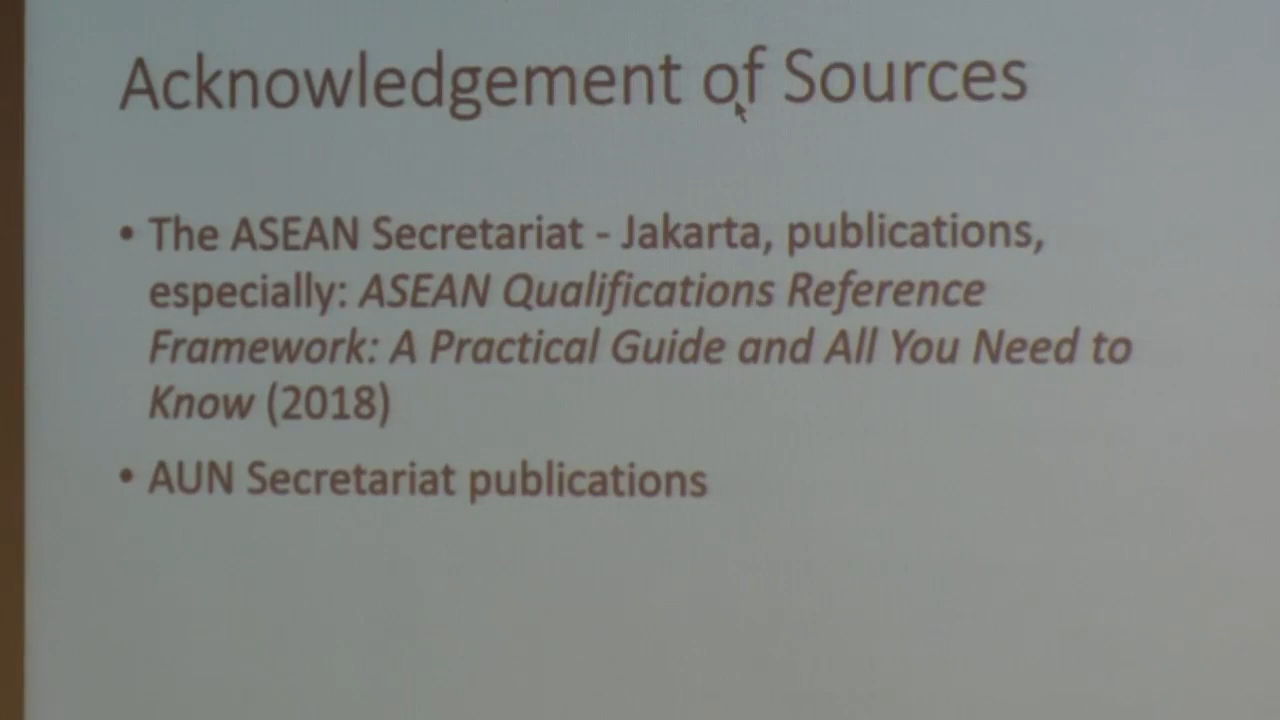 Acknowledgement of Sources
• The ASEAN Secretariat - Jakarta, publications,
especially: ASEAN Qualifications Reference
Framework: A Practical Guide and All You Need to
Know (2018)
• AUN Secretariat publications